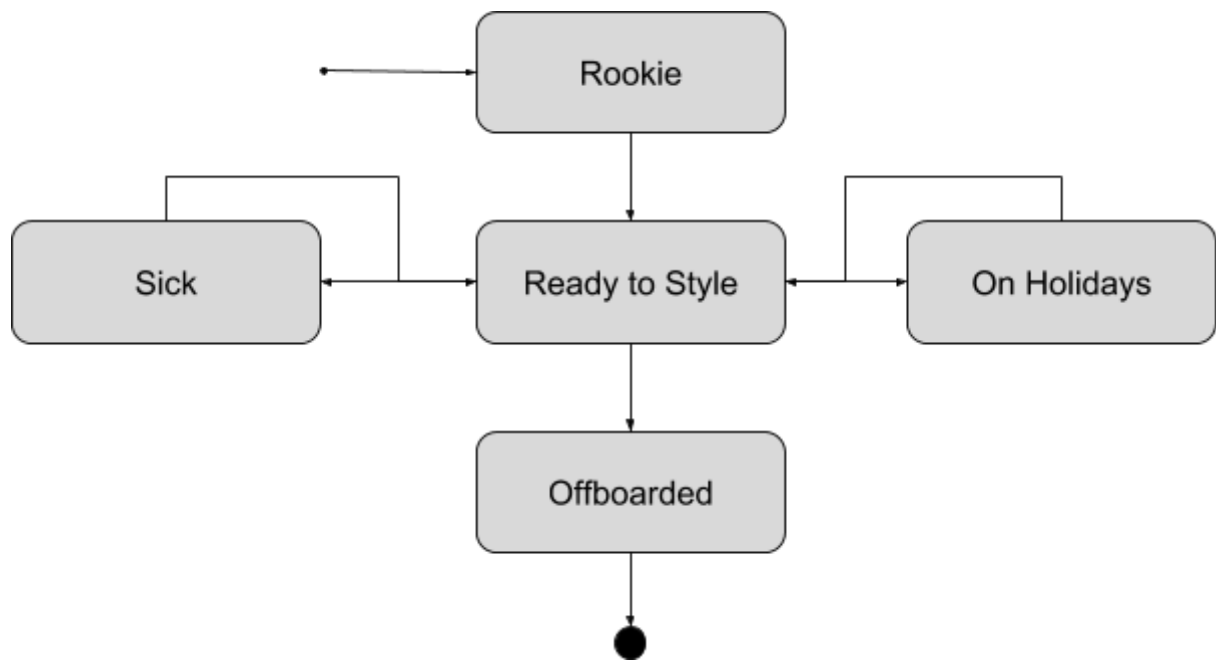 Rookie
Sick
Ready to Style
On Holidays
Offboarded